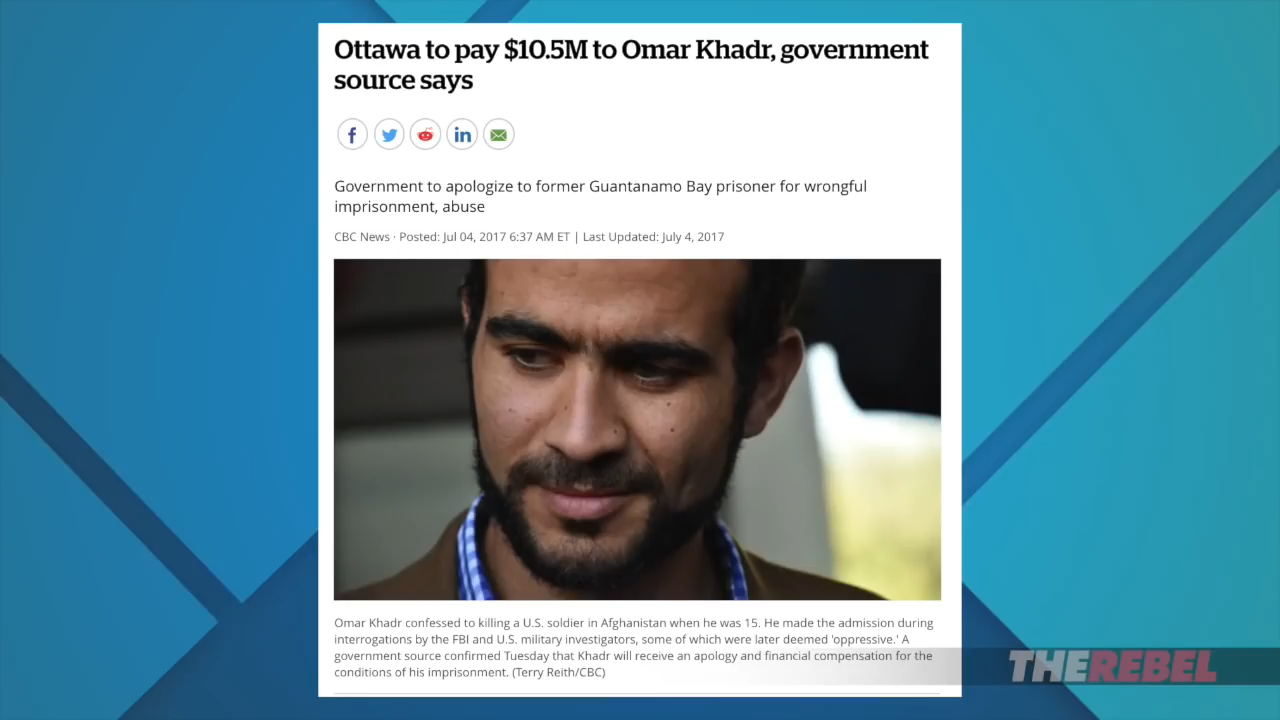 Ottawa to pay $10.5M to Omar Khadr, government
source says
f
in
Government to apologize to former Guantanamo Bay prisoner for wrongful
imprisonment, abuse
CBC News · Posted: Jul 04, 2017 6:37 AM ET | Last Updated: July 4, 2017
Omar Khadr confessed to killing a U.S. soldier in Afghanistan when he was 15. He made the admission during
interrogations by the FBI and U.S. military investigators, some of which were later deemed 'oppressive.' A
government source confirmed Tuesday that Khadr will receive an apology and financial compensation for the
conditions of his imprisonment. (Terry Reith/CBC)
THEREBEL